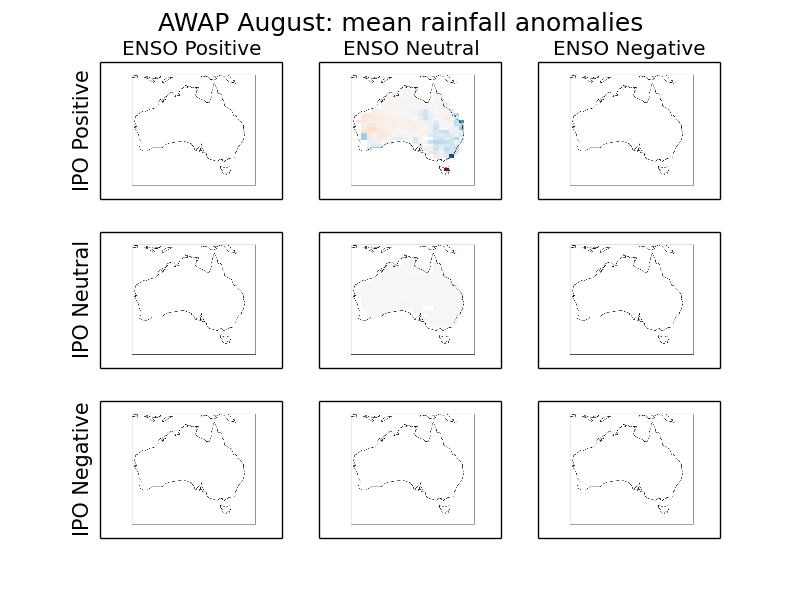 AWAP August: mean rainfall anomalies
ENSO Positive
ENSO Neutral
ENSO Negative
IPO Positive
IPO Neutral
IPO Negative